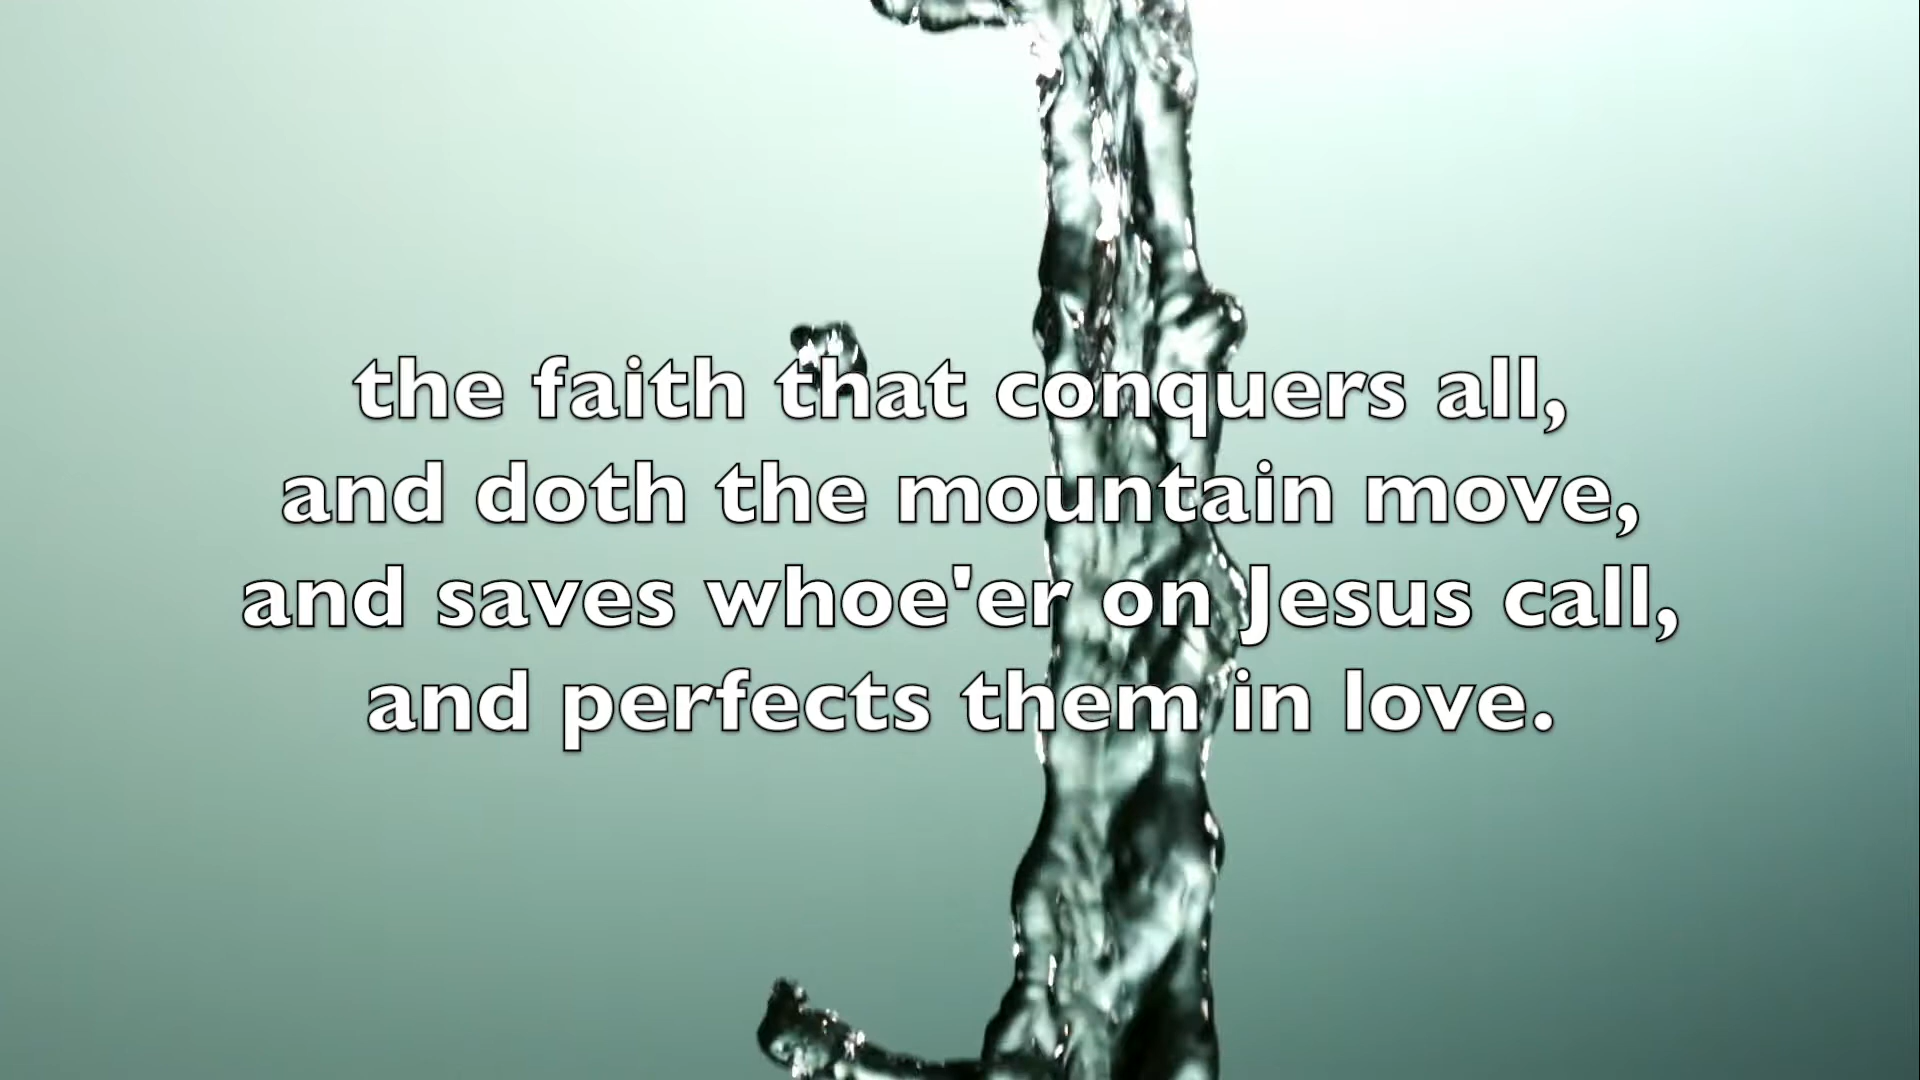 the faith that conquers all,
and doth the mountain move,
and saves whoe'er on Jesus call,
and perfects them in love.